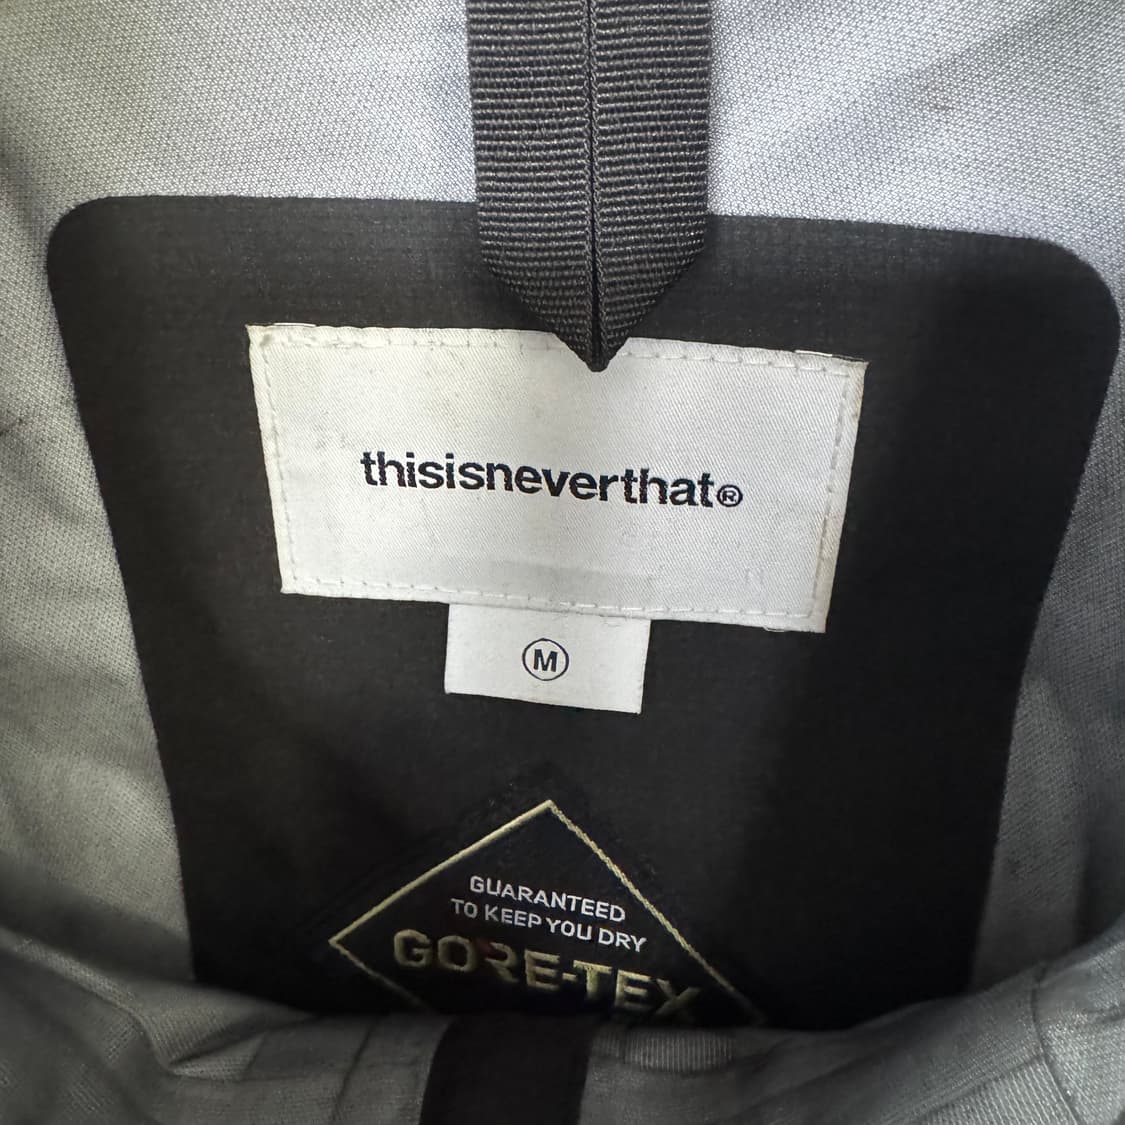 thisisneverthat®
M
GUARANTEED
TO KEEP YOU DRY
GORE-TEX